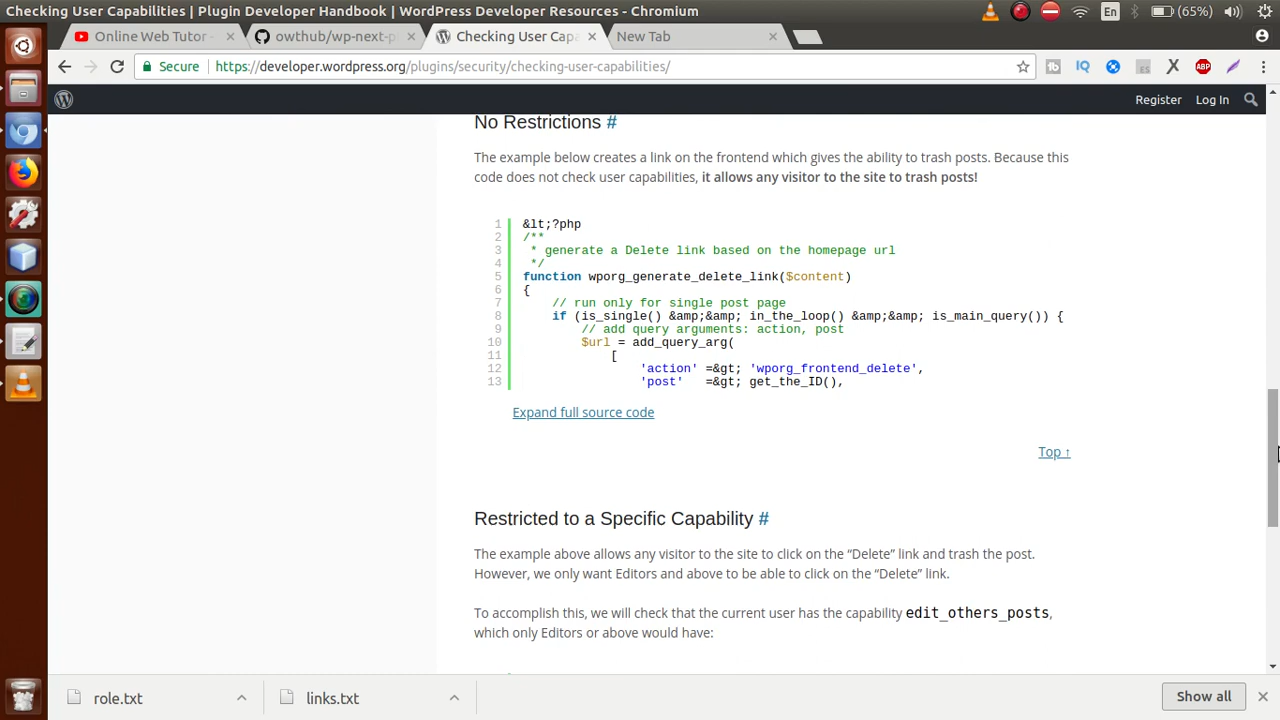 Checking User Capabilities | Plugin Developer Handbook | WordPress Developer Resources - Chromium
En
(65%)
Online Web Tutor -
owthub/wp-next-p
Checking User Cap
New Tab
Secure
https://developer.wordpress.org/plugins/security/checking-user-capabilities/
fb
IQ
ES
X
ABP
Register
Log In
No Restrictions #
The example below creates a link on the frontend which gives the ability to trash posts. Because this
code does not check user capabilities, it allows any visitor to the site to trash posts!
1 &lt;?php
2 /**
3 * generate a Delete link based on the homepage url
4 */
5 function wporg_generate_delete_link($content)
6 {
7 // run only for single post page
8 if (is_single() &amp;&amp; in_the_loop() &amp;&amp; is_main_query()) {
9 // add query arguments: action, post
10 $url = add_query_arg(
11 [
12 'action' =&gt; 'wporg_frontend_delete',
13 'post'   =&gt; get_the_ID(),
Expand full source code
Top ↑
Restricted to a Specific Capability #
The example above allows any visitor to the site to click on the “Delete” link and trash the post.
However, we only want Editors and above to be able to click on the “Delete” link.
To accomplish this, we will check that the current user has the capability edit_others_posts,
which only Editors or above would have:
role.txt
links.txt
Show all